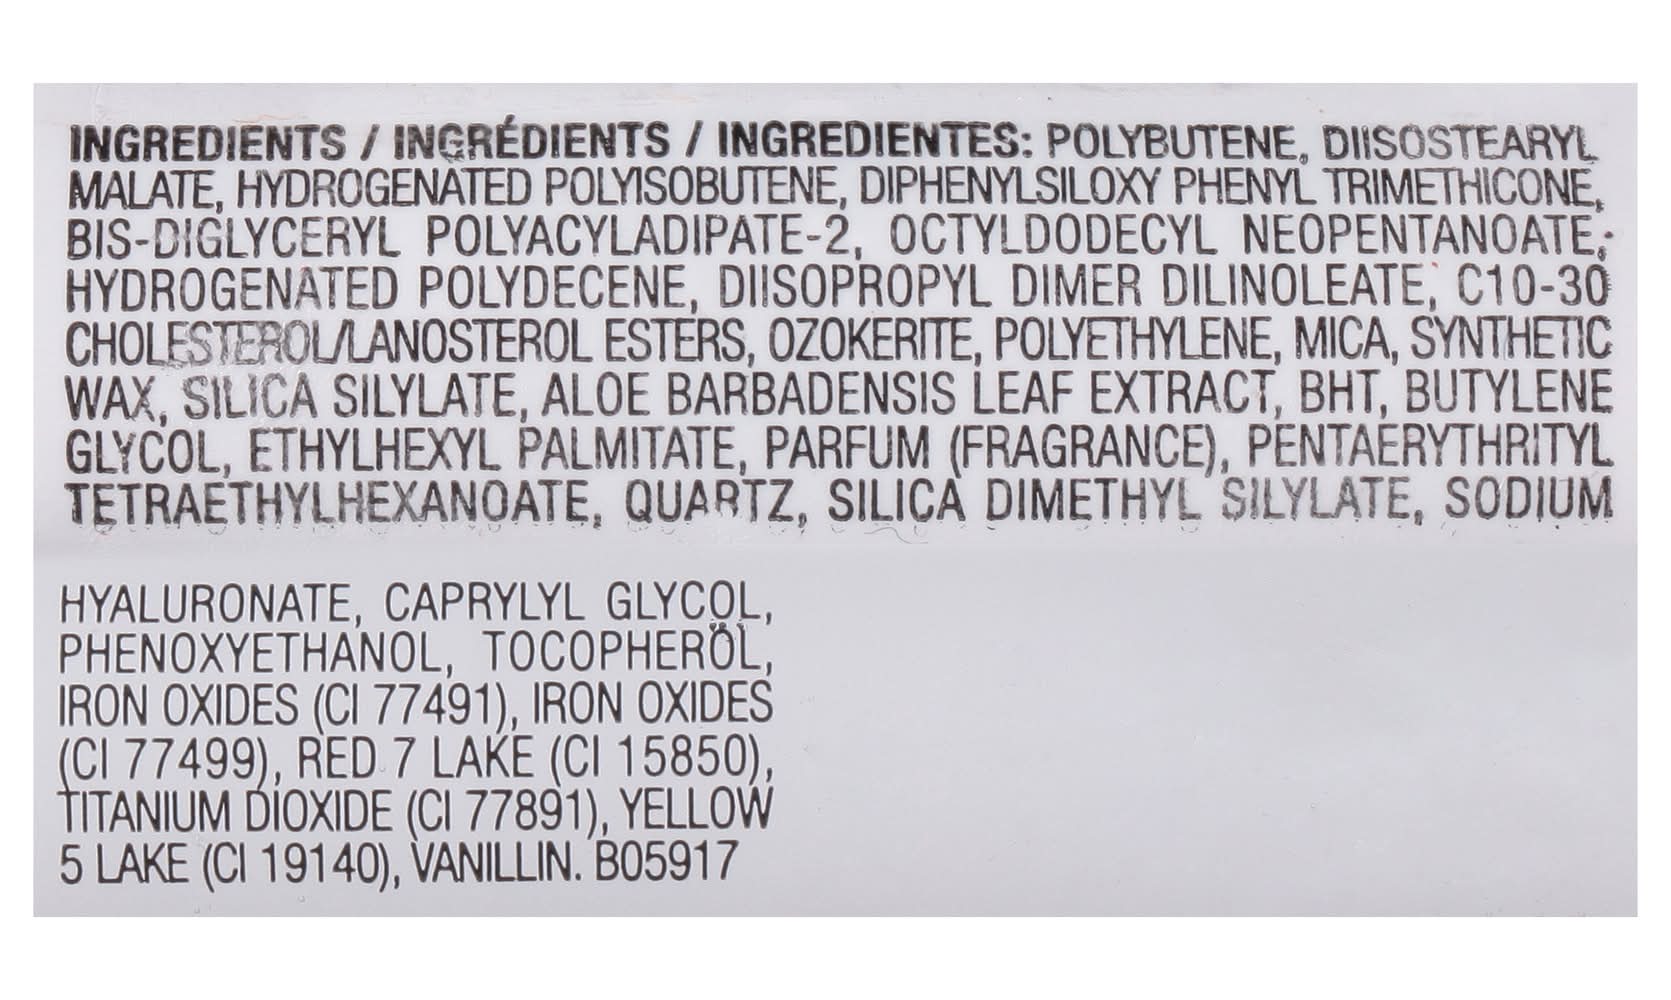 INGREDIENTS / INGRÉDIENTS / INGREDIENTES: POLYBUTENE, DIISOSTEARYL
MALATE, HYDROGENATED POLYISOBUTENE, DIPHENYLSILOXY PHENYL TRIMETHICONE,
BIS-DIGLYCERYL POLYACYLADIPATE-2, OCTYLDODECYL NEOPENTANOATE,
HYDROGENATED POLYDECENE, DIISOPROPYL DIMER DILINOLEATE, C10-30
CHOLESTEROL/LANOSTEROL ESTERS, OZOKERITE, POLYETHYLENE, MICA, SYNTHETIC
WAX, SILICA SILYLATE, ALOE BARBADENSIS LEAF EXTRACT, BHT, BUTYLENE
GLYCOL, ETHYLHEXYL PALMITATE, PARFUM (FRAGRANCE), PENTAERYTHRITYL
TETRAETHYLHEXANOATE, QUARTZ, SILICA DIMETHYL SILYLATE, SODIUM
HYALURONATE, CAPRYLYL GLYCOL,
PHENOXYETHANOL, TOCOPHEROL,
IRON OXIDES (CI 77491), IRON OXIDES
(CI 77499), RED 7 LAKE (CI 15850),
TITANIUM DIOXIDE (CI 77891), YELLOW
5 LAKE (CI 19140), VANILLIN. B05917